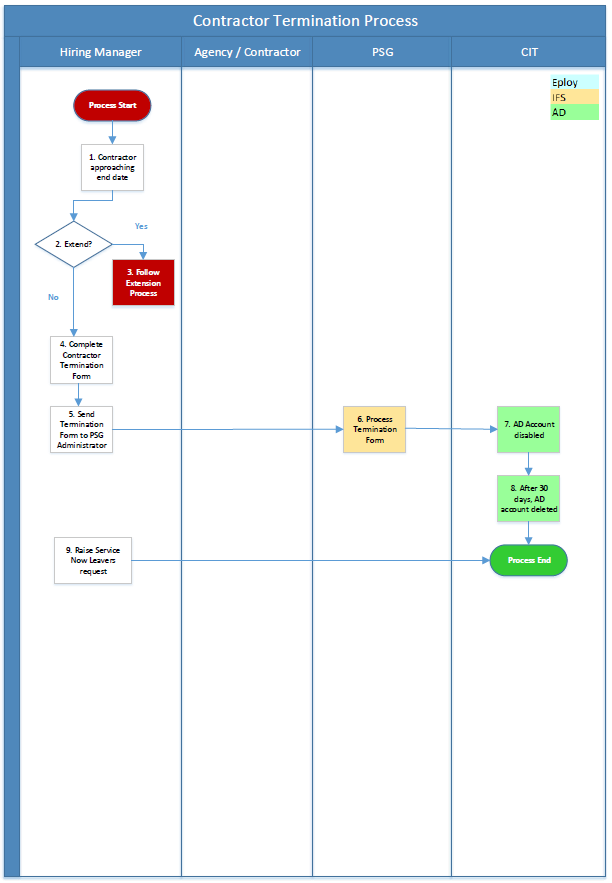 Contractor Termination Process
Hiring Manager
Agency / Contractor
PSG
CIT
Eploy
IFS
AD
Process Start
1. Contractor
approaching
end date
Yes
2. Extend?
3. Follow
Extension
Process
No
4. Complete
Contractor
Termination
Form
5. Send
Termination
Form to PSG
Administrator
6. Process
Termination
Form
7. AD Account
disabled
8. After 30
days, AD
account deleted
9. Raise Service
Now Leavers
request
Process End